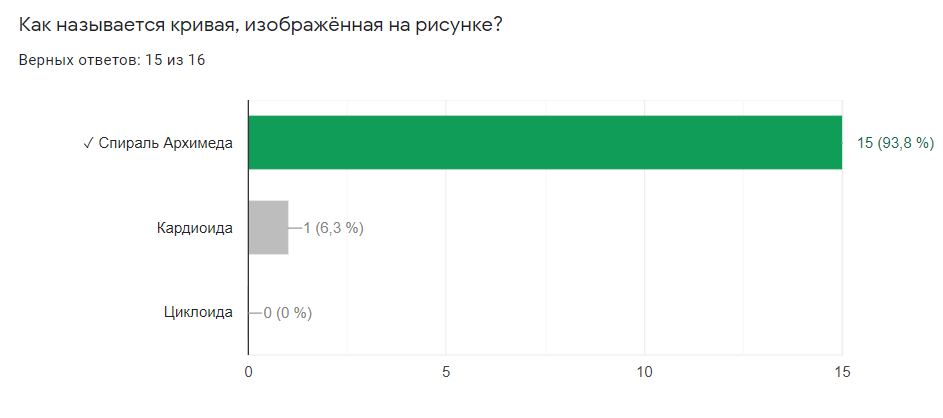 Как называется кривая, изображённая на рисунке?
Верных ответов: 15 из 16
✓ Спираль Архимеда
15 (93,8 %)
Кардиоида
1 (6,3 %)
Циклоида
0 (0 %)
0 5 10 15